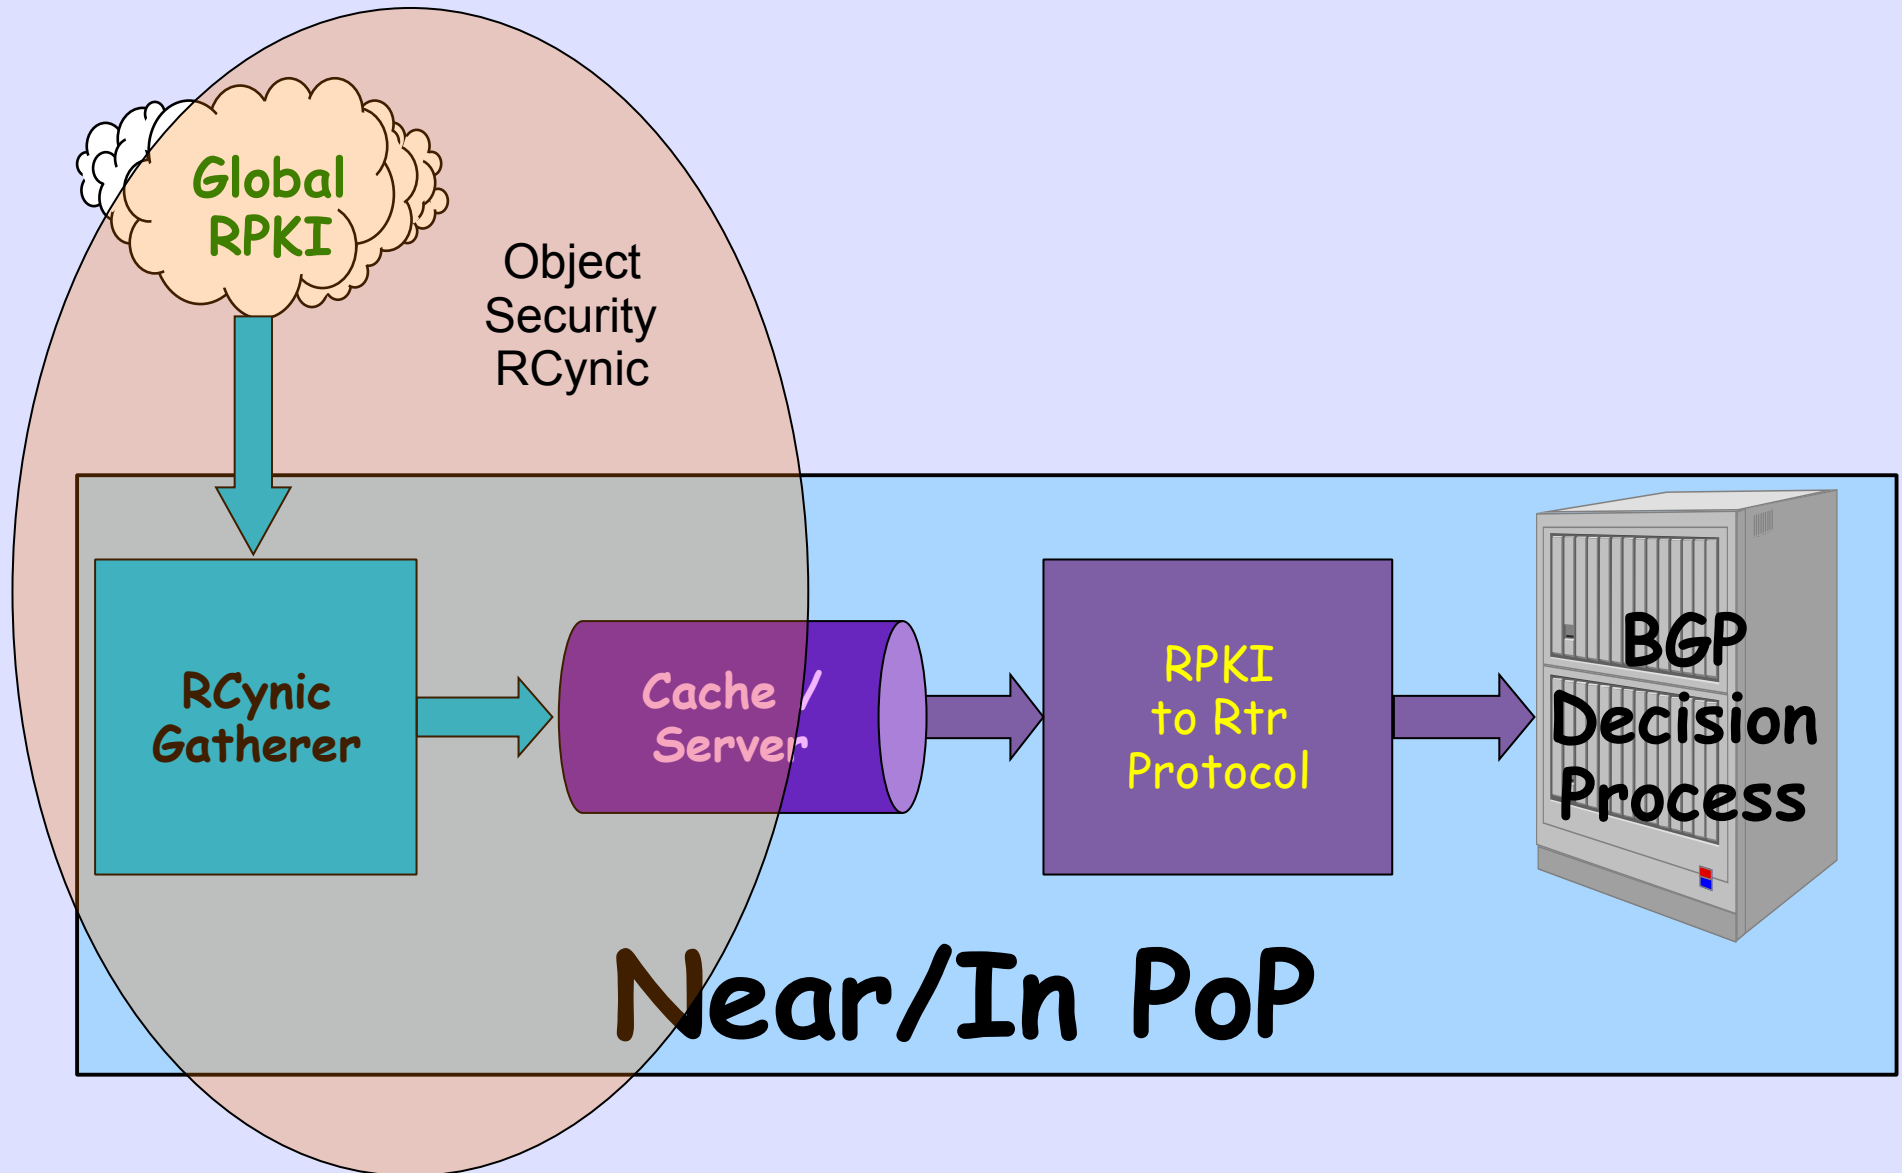 Global
RPKI
Object
Security
RCynic
RCynic
Gatherer
Cache /
Server
RPKI
to Rtr
Protocol
BGP
Decision
Process
Near/In PoP